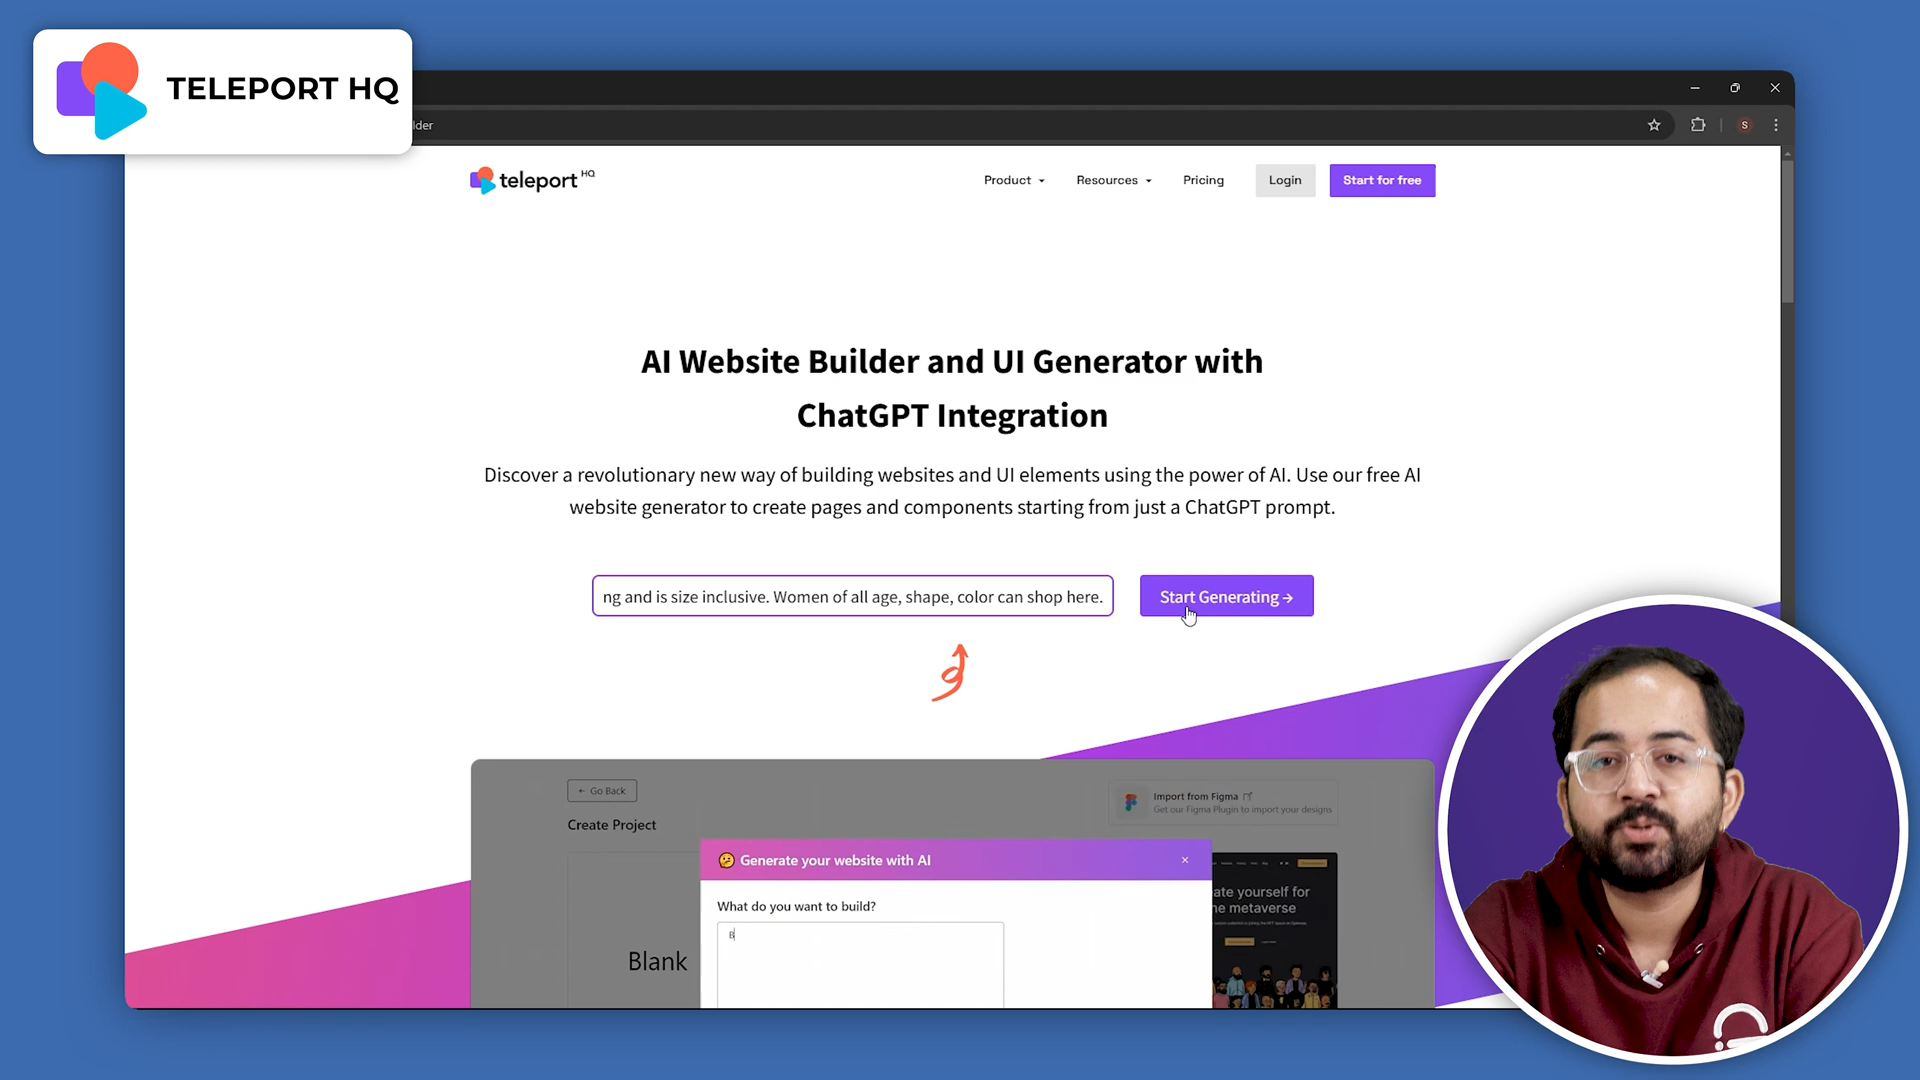 TELEPORT HQ
lder
S
teleport HQ
Product
Resources
Pricing
Login
Start for free
AI Website Builder and UI Generator with
ChatGPT Integration
Discover a revolutionary new way of building websites and UI elements using the power of AI. Use our free AI
website generator to create pages and components starting from just a ChatGPT prompt.
ng and is size inclusive. Women of all age, shape, color can shop here.
Start Generating →
← Go Back
Import from Figma
Get our Figma Plugin to import your designs
Create Project
Generate your website with AI
ate yourself for
ne metaverse
What do you want to build?
B
Blank